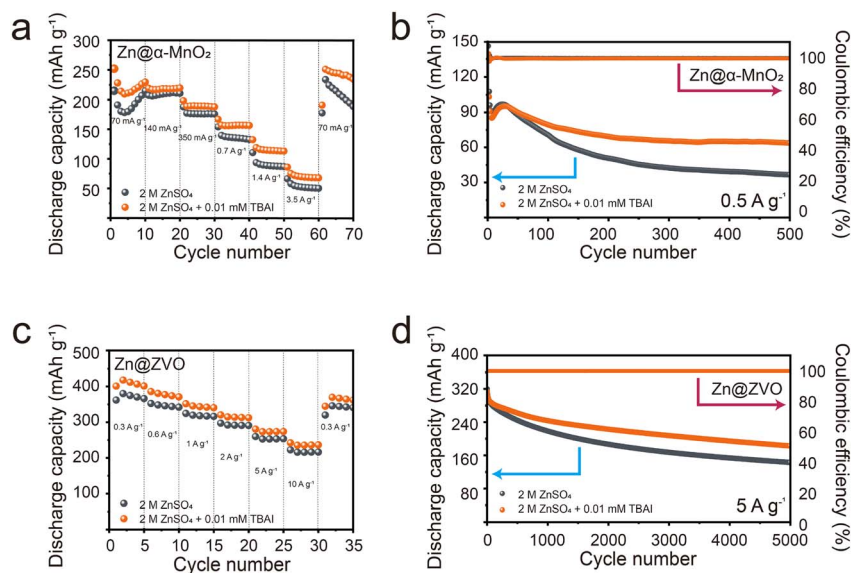 a
Discharge capacity (mAh g⁻¹)
300
250
200
150
100
50
Zn@α-MnO₂
70 mA g⁻¹
140 mA g⁻¹
350 mA g⁻¹
0.7 A g⁻¹
1.4 A g⁻¹
3.5 A g⁻¹
70 mA g⁻¹
2 M ZnSO₄
2 M ZnSO₄ + 0.01 mM TBAI
0 10 20 30 40 50 60 70
Cycle number
b
Discharge capacity (mAh g⁻¹)
150
120
90
60
30
Zn@α-MnO₂
2 M ZnSO₄
2 M ZnSO₄ + 0.01 mM TBAI
0.5 A g⁻¹
100
80
60
40
20
0
Coulombic efficiency (%)
0 100 200 300 400 500
Cycle number
c
Discharge capacity (mAh g⁻¹)
500
400
300
200
100
0
Zn@ZVO
0.3 A g⁻¹
0.6 A g⁻¹
1 A g⁻¹
2 A g⁻¹
5 A g⁻¹
10 A g⁻¹
0.3 A g⁻¹
2 M ZnSO₄
2 M ZnSO₄ + 0.01 mM TBAI
0 5 10 15 20 25 30 35
Cycle number
d
Discharge capacity (mAh g⁻¹)
400
320
240
160
80
Zn@ZVO
2 M ZnSO₄
2 M ZnSO₄ + 0.01 mM TBAI
5 A g⁻¹
100
80
60
40
20
0
Coulombic efficiency (%)
0 1000 2000 3000 4000 5000
Cycle number